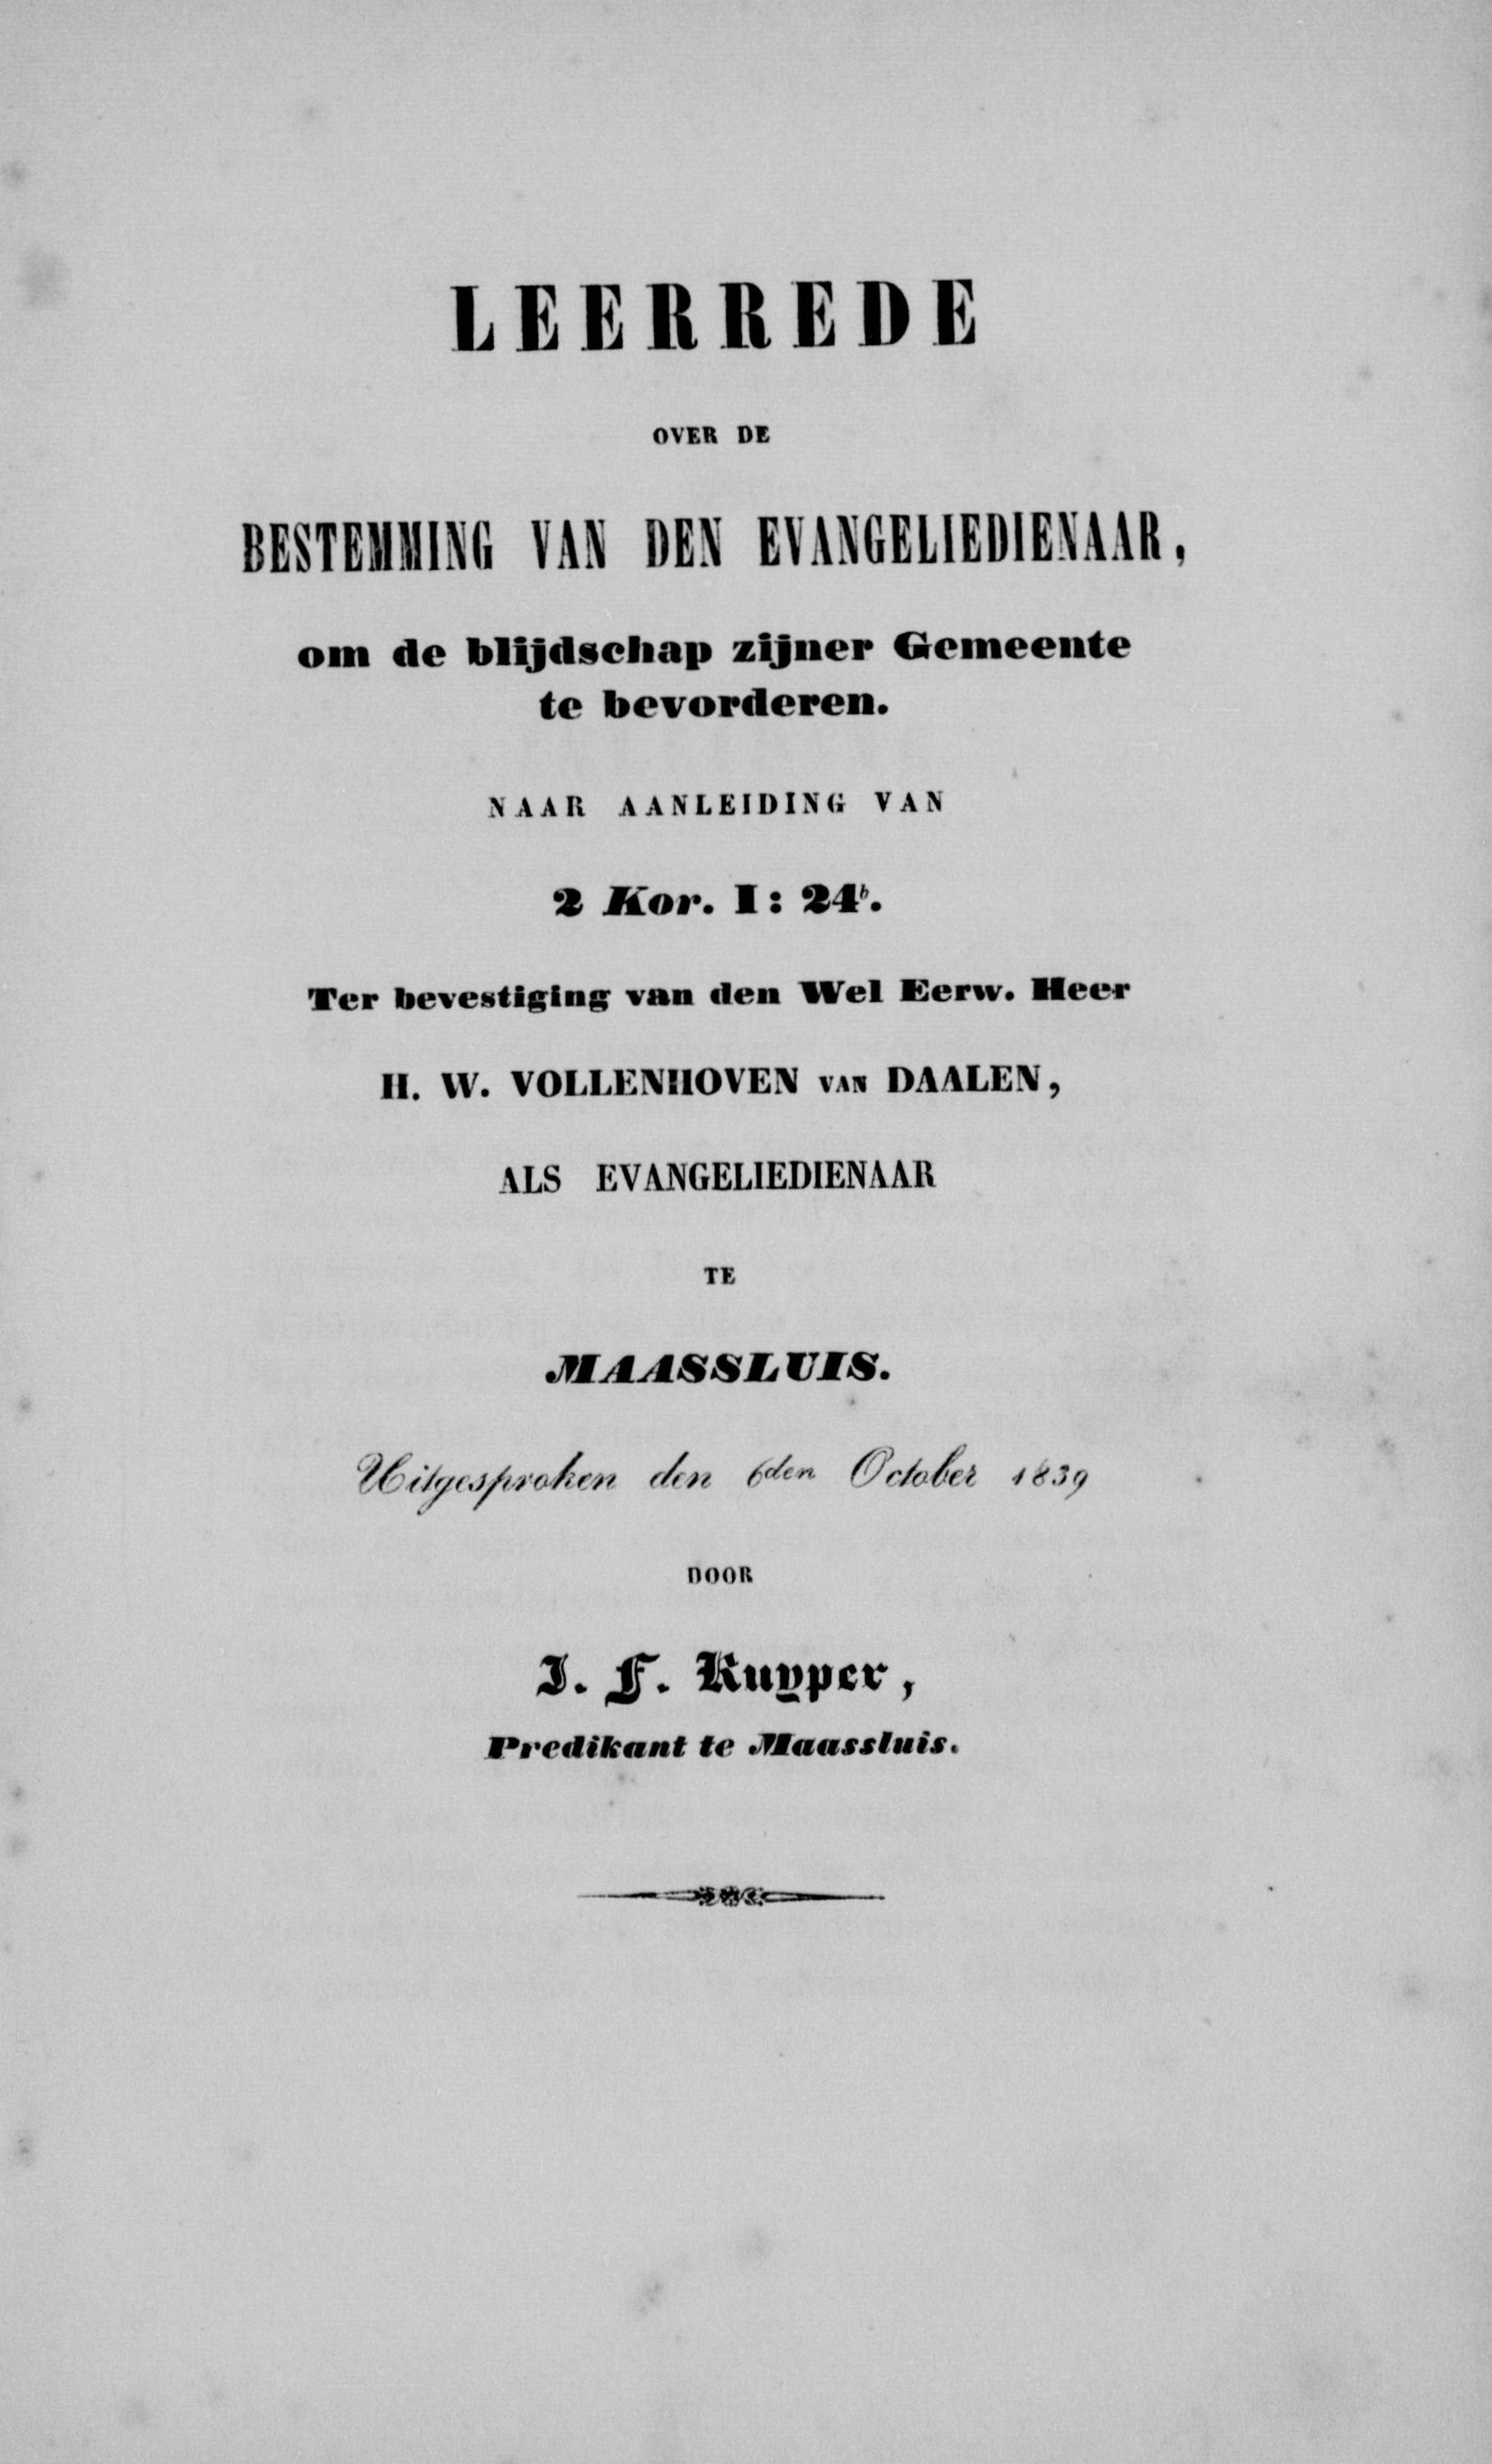 LEERREDE
OVER DE
BESTEMMING VAN DEN EVANGELIEDIENAAR,
om de blijdschap zijner Gemeente
te bevorderen.
NAAR AANLEIDING VAN
2 Kor. I: 24ᵇ.
Ter bevestiging van den Wel Eerw. Heer
H. W. VOLLENHOVEN VAN DAALEN,
ALS EVANGELIEDIENAAR
TE
MAASSLUIS.
Uitgesproken den 6den October 1839
DOOR
J. F. Kuyper,
Predikant te Maassluis.